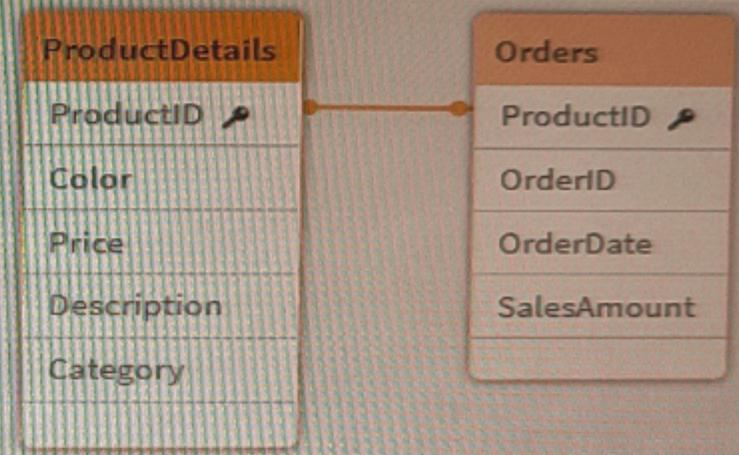 ProductDetails
ProductID
Color
Price
Description
Category
Orders
ProductID
OrderID
OrderDate
SalesAmount